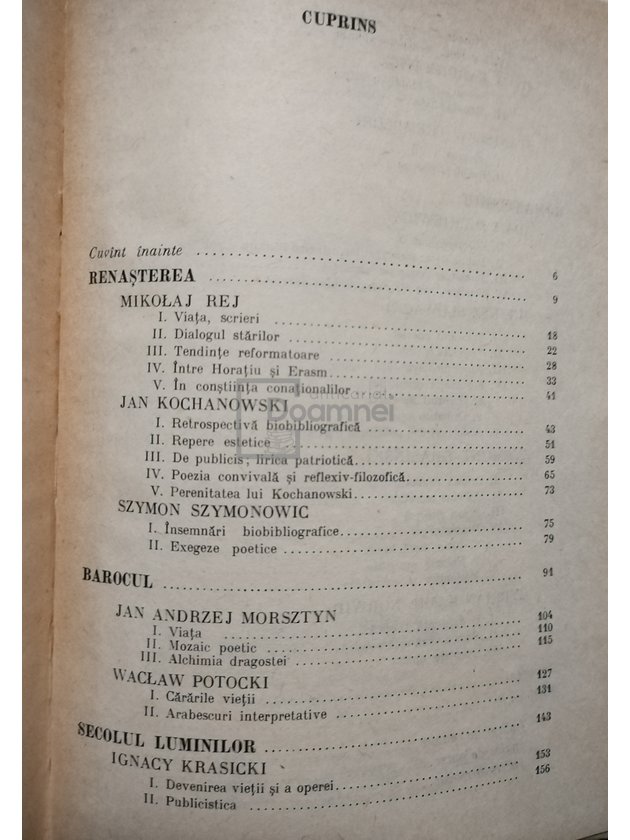 CUPRINS
Cuvînt înainte 6
RENAȘTEREA 9
MIKOŁAJ REJ
I. Viața, scrieri 18
II. Dialogul stărilor 22
III. Tendințe reformatoare 28
IV. Între Horațiu și Erasm 33
V. În conștiința conaționalilor 41
JAN KOCHANOWSKI
I. Retrospectivă biobibliografică 43
II. Repere estetice 51
III. De publicis, lirica patriotică 59
IV. Poezia convivală și reflexiv-filozofică 65
V. Perenitatea lui Kochanowski 73
SZYMON SZYMONOWIC
I. Însemnări biobibliografice 75
II. Exegeze poetice 79
BAROCUL 91
JAN ANDRZEJ MORSZTYN
I. Viața 104
II. Mozaic poetic 110
III. Alchimia dragostei 115
WACŁAW POTOCKI
I. Cărările vieții 127
II. Arabescuri interpretative 131
SECOLUL LUMINILOR 143
IGNACY KRASICKI
I. Devenirea vieții și a operei 153
II. Publicistica 156
anticariat
Doamnei